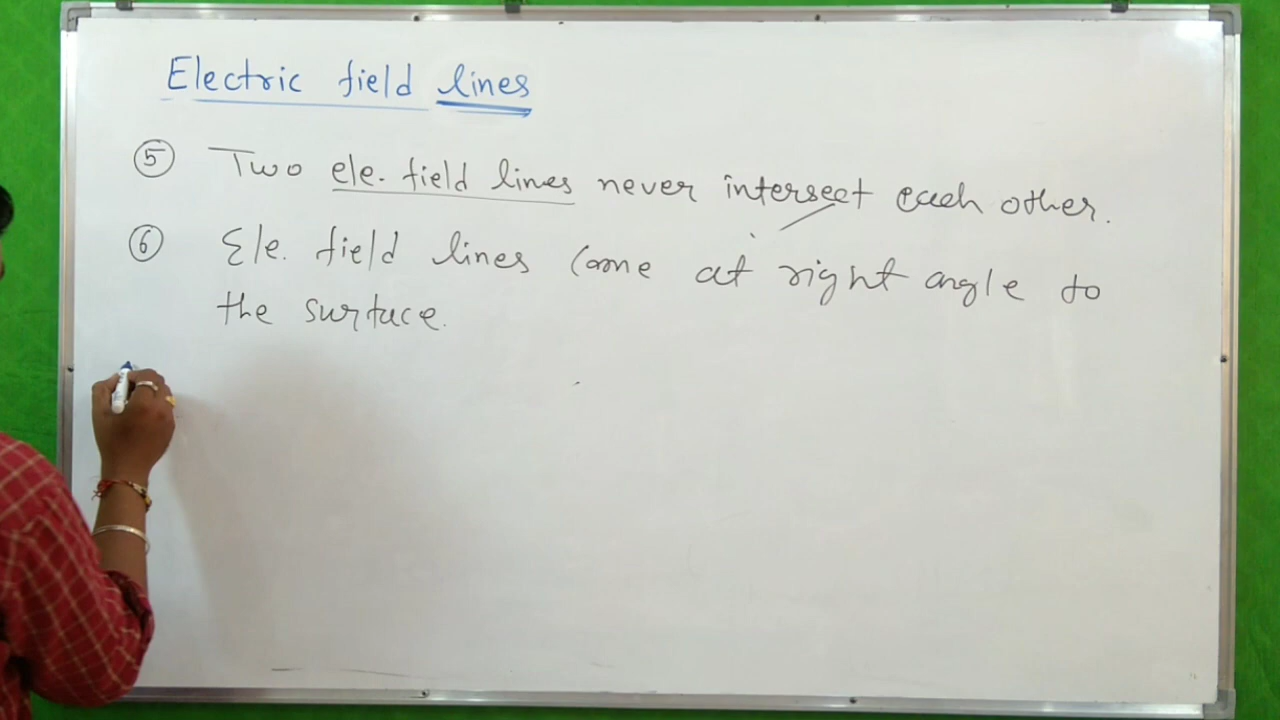 Electric field lines
5 Two ele. field lines never intersect each other.
6 Ele. field lines come at right angle to
the surface.